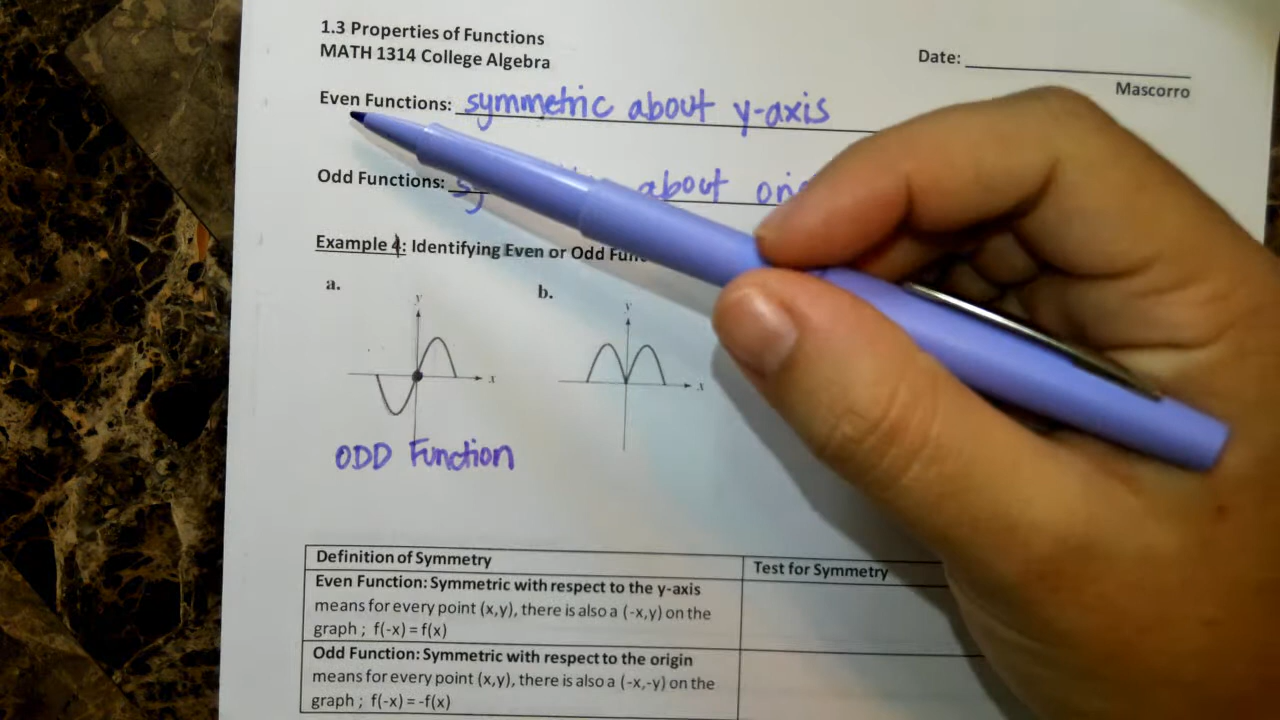 1.3 Properties of Functions
MATH 1314 College Algebra
Date:
Mascorro
Even Functions: symmetric about y-axis
Odd Functions: about
Example 4: Identifying Even or Odd
a.
b.
y
y
x
x
ODD Function
Definition of Symmetry
Test for Symmetry
Even Function: Symmetric with respect to the y-axis
means for every point (x,y), there is also a (-x,y) on the
graph ; f(-x) = f(x)
Odd Function: Symmetric with respect to the origin
means for every point (x,y), there is also a (-x,-y) on the
graph ; f(-x) = -f(x)